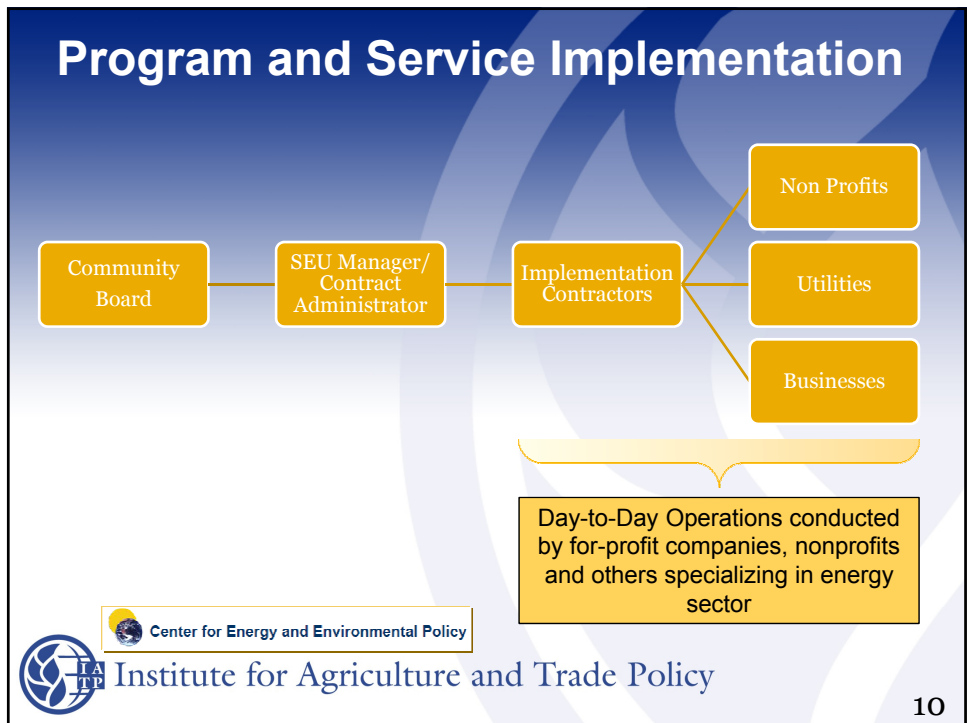 Program and Service Implementation
Community
Board
SEU Manager/
Contract
Administrator
Implementation
Contractors
Non Profits
Utilities
Businesses
Day-to-Day Operations conducted
by for-profit companies, nonprofits
and others specializing in energy
sector
Center for Energy and Environmental Policy
I A
T P
Institute for Agriculture and Trade Policy
10